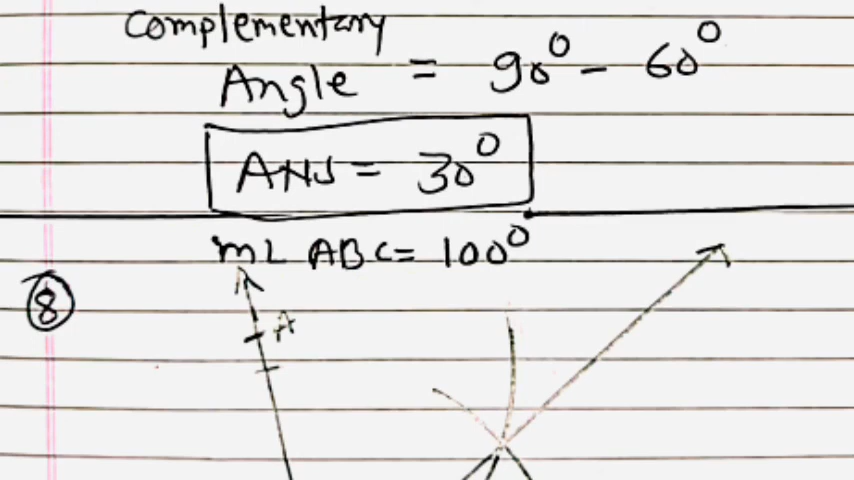 Complementary
Angle = 90° - 60°
ANS = 30°
m∠ ABC = 100°
8
A